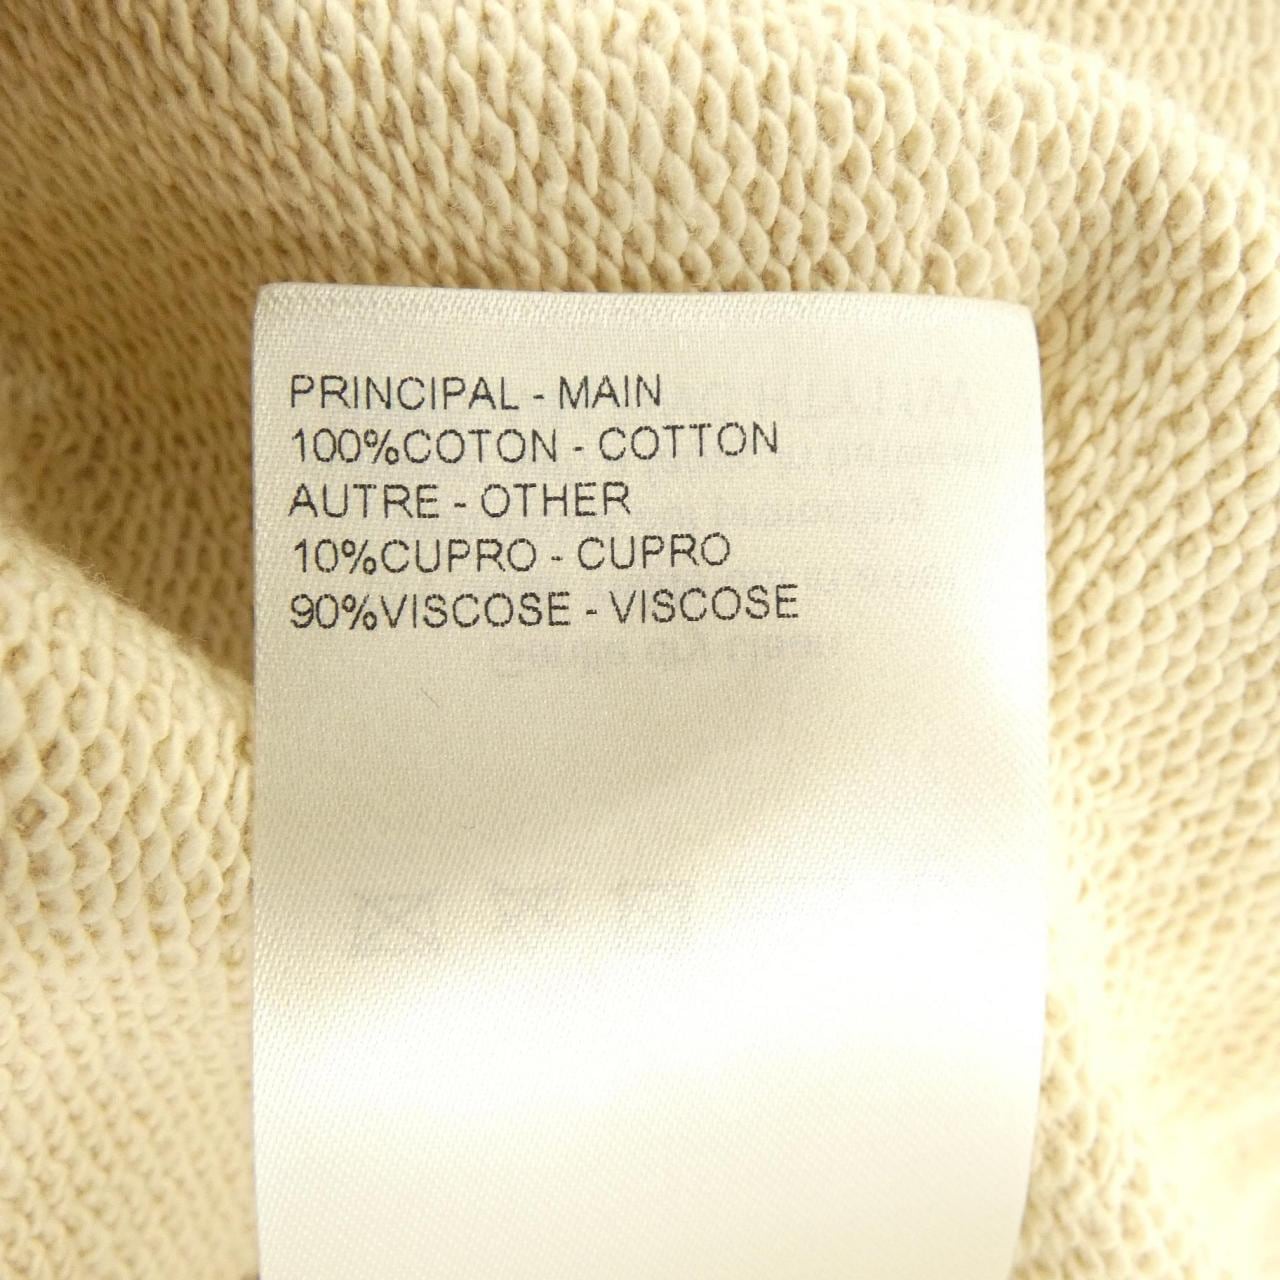 PRINCIPAL - MAIN
100%COTON - COTTON
AUTRE - OTHER
10%CUPRO - CUPRO
90%VISCOSE - VISCOSE